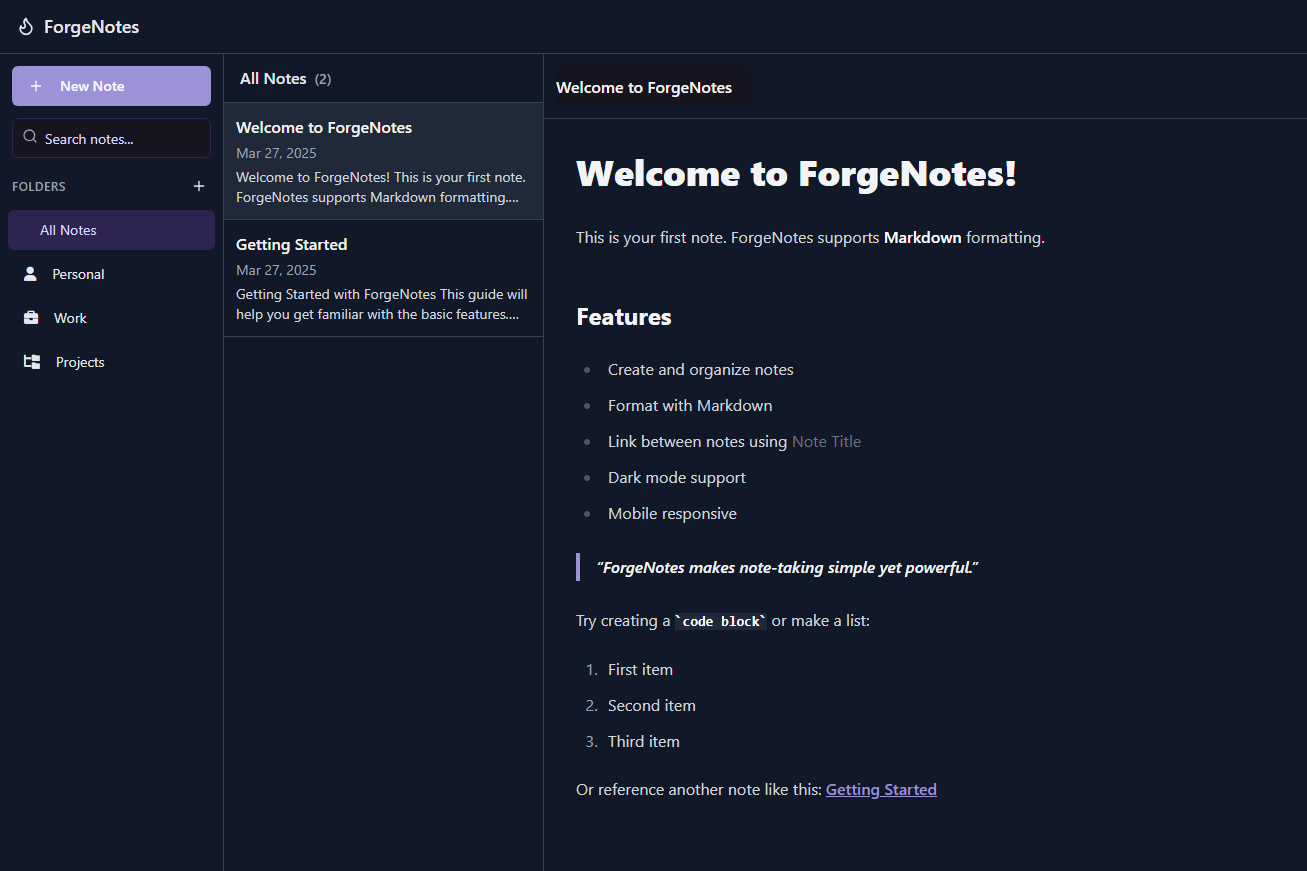 ForgeNotes
New Note
Search notes...
FOLDERS
All Notes
Personal
Work
Projects
All Notes (2)
Welcome to ForgeNotes
Mar 27, 2025
Welcome to ForgeNotes! This is your first note.
ForgeNotes supports Markdown formatting....
Getting Started
Mar 27, 2025
Getting Started with ForgeNotes This guide will
help you get familiar with the basic features....
Welcome to ForgeNotes
Welcome to ForgeNotes!
This is your first note. ForgeNotes supports Markdown formatting.
Features
Create and organize notes
Format with Markdown
Link between notes using Note Title
Dark mode support
Mobile responsive
“ForgeNotes makes note-taking simple yet powerful.”
Try creating a `code block` or make a list:
1. First item
2. Second item
3. Third item
Or reference another note like this: Getting Started